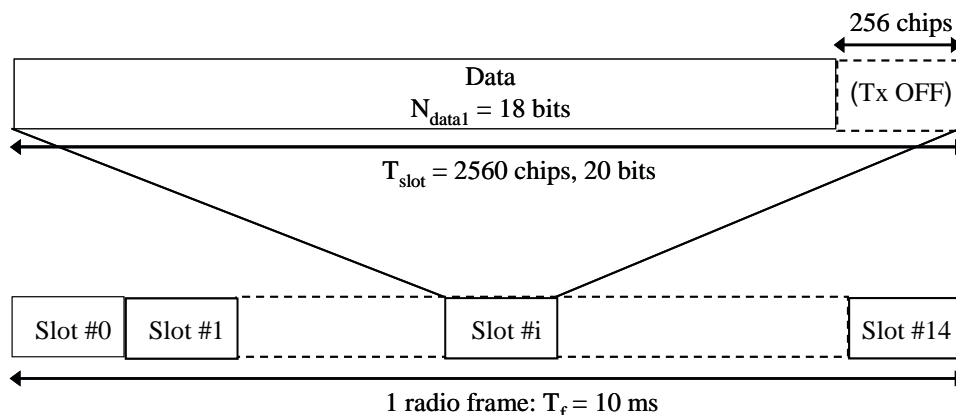 256 chips
Data
N_data1 = 18 bits
(Tx OFF)
T_slot = 2560 chips, 20 bits
Slot #0
Slot #1
Slot #i
Slot #14
1 radio frame: T_f = 10 ms